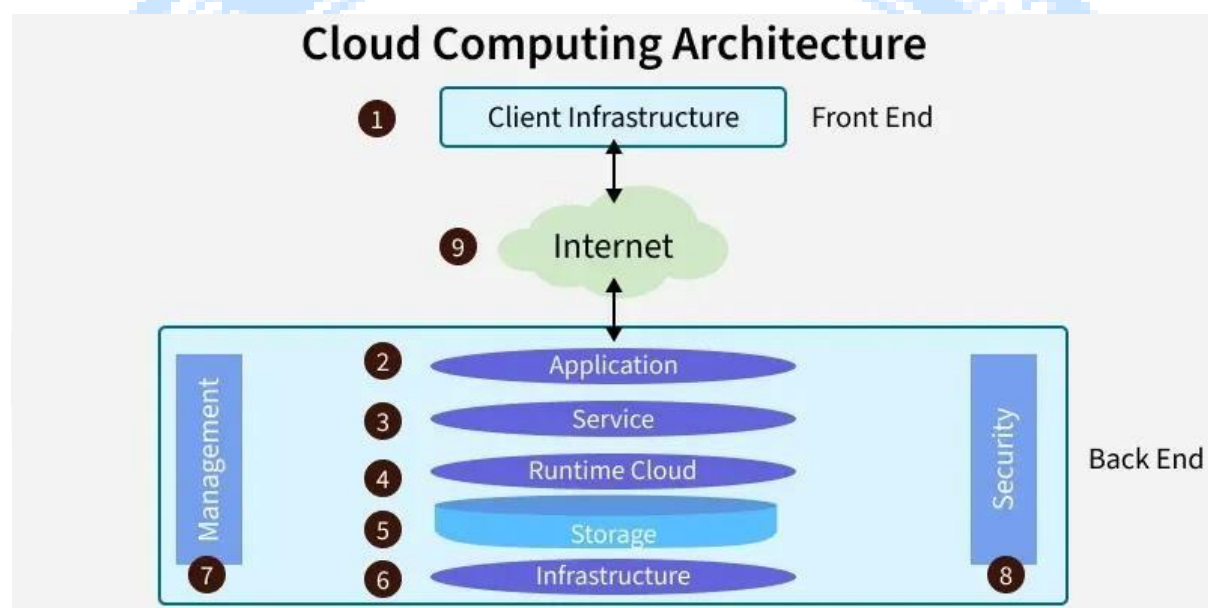 Cloud Computing Architecture
1 Client Infrastructure Front End
9 Internet
2 Application
3 Service
4 Runtime Cloud
5 Storage
6 Infrastructure
Management
7
Security
8
Back End